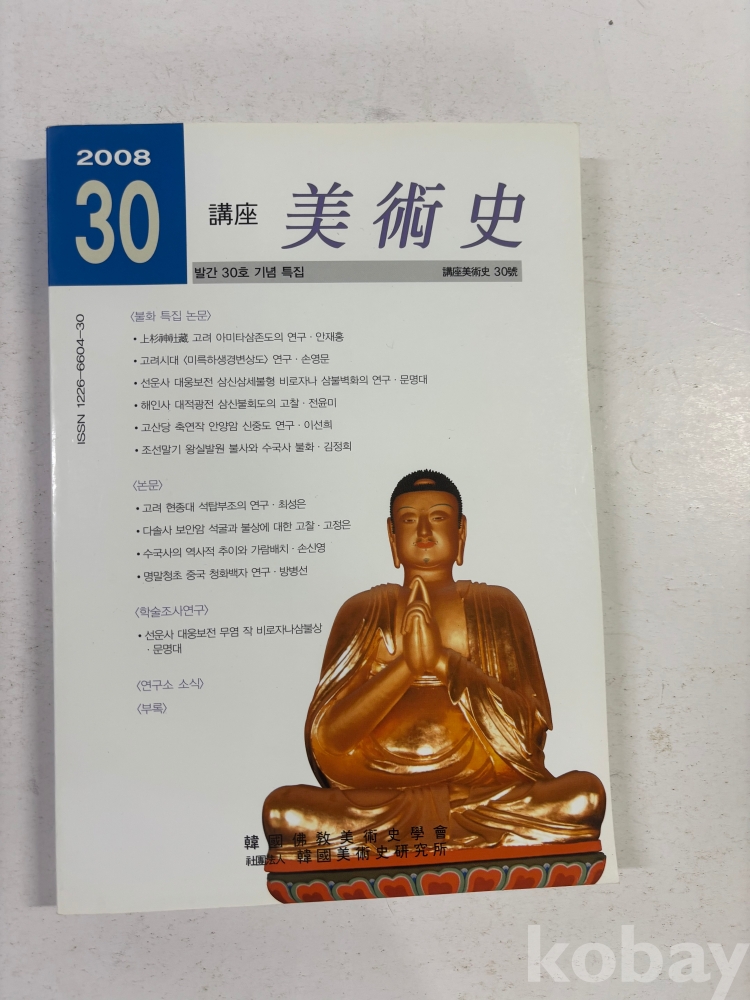 2008
30
講座 美術史
발간 30호 기념 특집 講座美術史 30號
ISSN 1226-6604-30
〈불화 특집 논문〉
• 上杉神社藏 고려 아미타삼존도의 연구 · 안재홍
• 고려시대 〈미륵하생경변상도〉 연구 · 손영문
• 선운사 대웅보전 삼신삼세불형 비로자나 삼불벽화의 연구 · 문명대
• 해인사 대적광전 삼신불회도의 고찰 · 전윤미
• 고산당 축연작 안양암 신중도 연구 · 이선희
• 조선말기 왕실발원 불사와 수국사 불화 · 김정희
〈논문〉
• 고려 현종대 석탑부조의 연구 · 최성은
• 다솔사 보안암 석굴과 불상에 대한 고찰 · 고정은
• 수국사의 역사적 추이와 가람배치 · 손신영
• 명말청초 중국 청화백자 연구 · 방병선
〈학술조사연구〉
• 선운사 대웅보전 무염 작 비로자나삼불상
· 문명대
〈연구소 소식〉
〈부록〉
韓國佛敎美術史學會
社團法人 韓國美術史硏究所
kobay